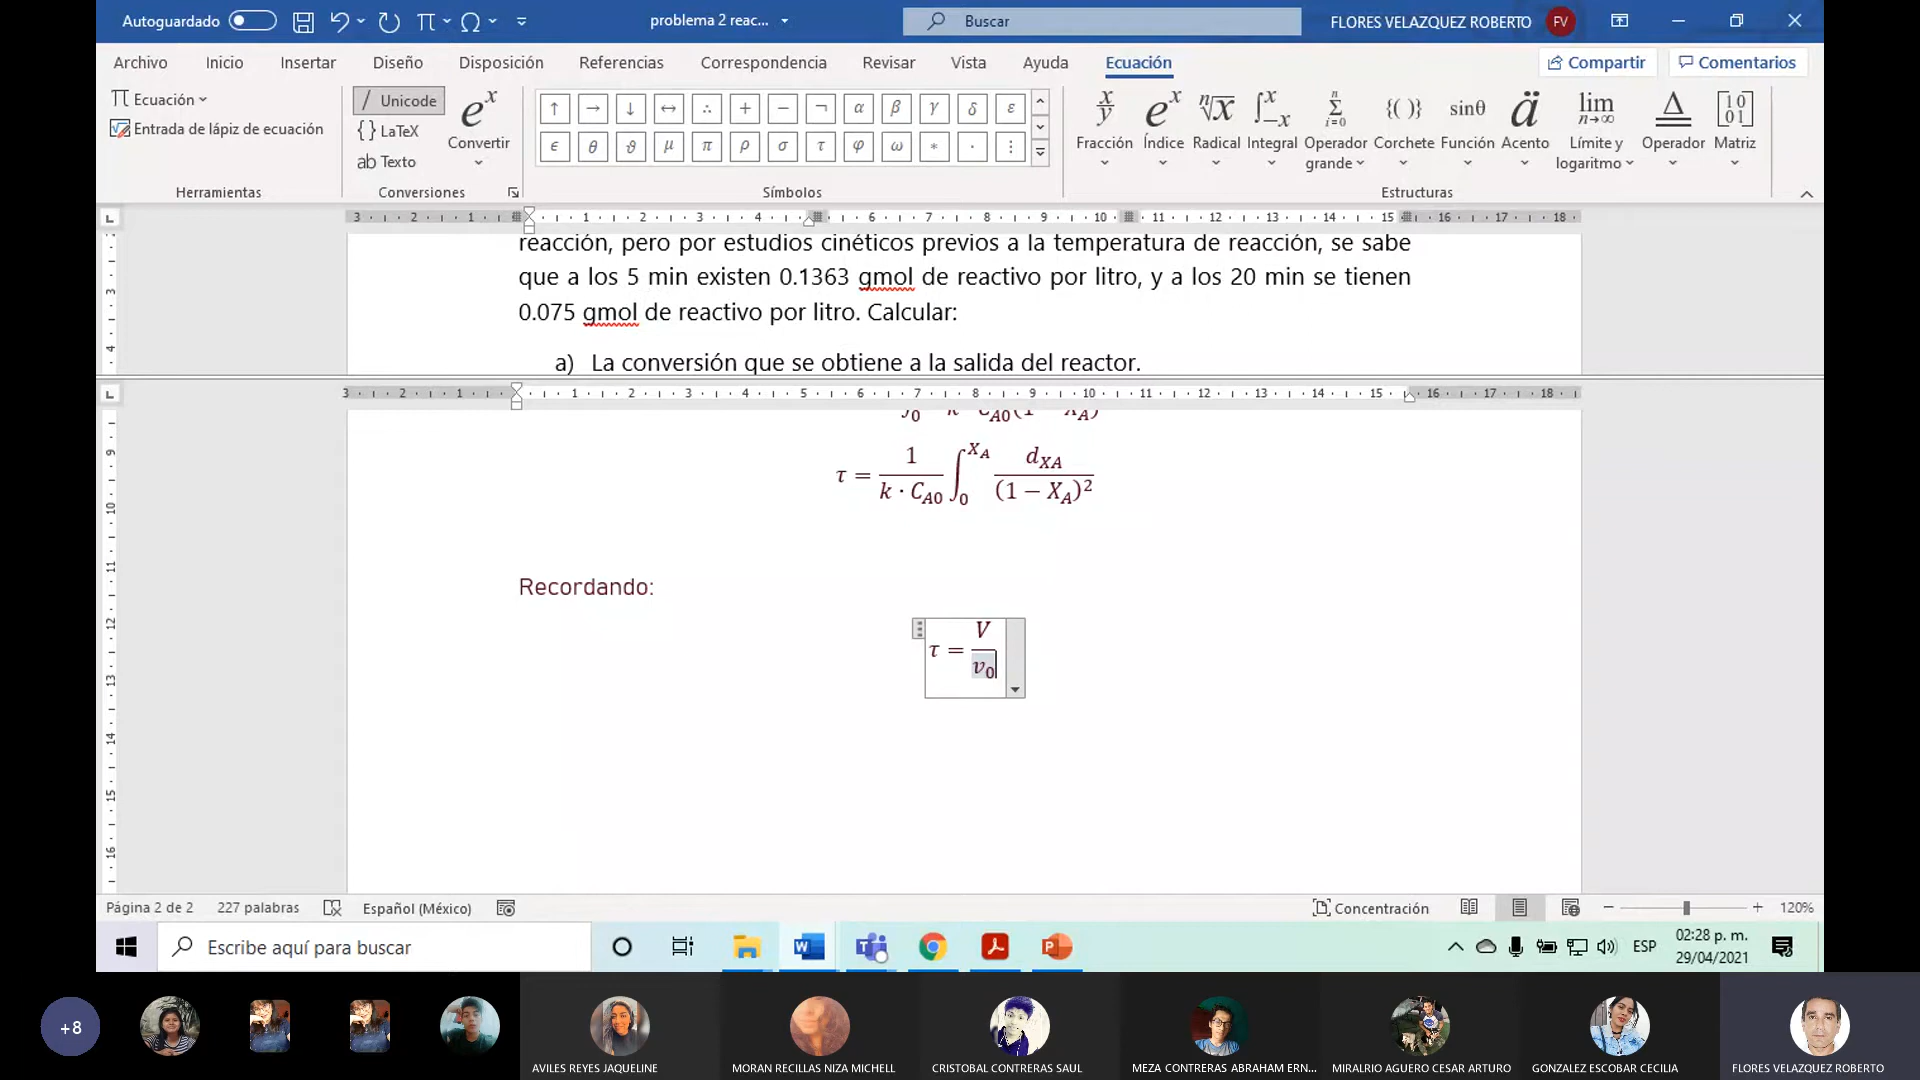 Autoguardado
problema 2 reac...
Buscar
FLORES VELAZQUEZ ROBERTO
FV
Archivo Inicio Insertar Diseño Disposición Referencias Correspondencia Revisar Vista Ayuda Ecuación
Compartir Comentarios
Ecuación
Entrada de lápiz de ecuación
Herramientas
Unicode
LaTeX
ab Texto
Convertir
Conversiones
↑ → ↓ ↔ ∴ + − ¬ α β γ δ ε
ϵ θ ϑ μ π ρ σ τ φ ω ∗ · ⋮
Símbolos
Fracción Índice Radical Integral Operador grande Corchete Función Acento Límite y logaritmo Operador Matriz
Estructuras
reacción, pero por estudios cinéticos previos a la temperatura de reacción, se sabe
que a los 5 min existen 0.1363 gmol de reactivo por litro, y a los 20 min se tienen
0.075 gmol de reactivo por litro. Calcular:
a) La conversión que se obtiene a la salida del reactor.
τ = 1/(k · C_A0) ∫_0^X_A d_XA/(1 − X_A)²
Recordando:
τ = V/v_0
Página 2 de 2 227 palabras Español (México) Concentración 120%
Escribe aquí para buscar
ESP
02:28 p. m.
29/04/2021
+8
AVILES REYES JAQUELINE
MORAN RECILLAS NIZA MICHELL
CRISTOBAL CONTRERAS SAUL
MEZA CONTRERAS ABRAHAM ERN...
MIRALRIO AGUERO CESAR ARTURO
GONZALEZ ESCOBAR CECILIA
FLORES VELAZQUEZ ROBERTO